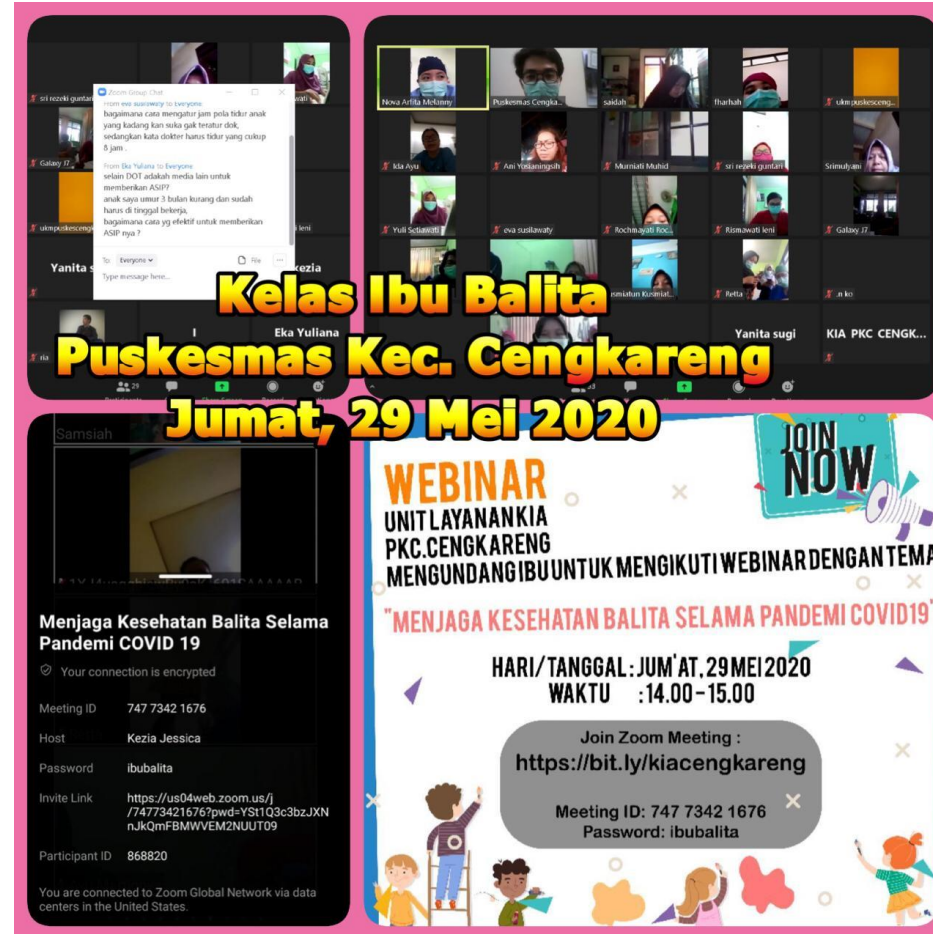 Zoom Group Chat
From eva susilawaty to Everyone
bagaimana cara mengatur jam pola tidur anak
yang kadang kan suka gak teratur dok,
sedangkan kata dokter harus tidur yang cukup
8 jam .
From Eka Yuliana to Everyone
selain DOT adakah media lain untuk
memberikan ASIP?
anak saya umur 3 bulan kurang dan sudah
harus di tinggal bekerja,
bagaimana cara yg efektif untuk memberikan
ASIP nya ?
To: Everyone
File
Type message here...
sri rezeki guntari
Galaxy J7
ukmpuskesceng
leni
Yanita s
kezia
ria
I
Eka Yuliana
29
Nova Arfita Melanny
Puskesmas Cengka...
saidah
fharhah
ukmpuskesceng...
Ida Ayu
Ani Yosianingsih
Murniati Muhid
sri rezeki guntari
Srimulyani
Yuli Setiawati
eva susilawaty
Rochmayati Roc...
Rismawati leni
Galaxy J7
usmiatun Kusmiat...
Retta
.n ko
Yanita sugi
KIA PKC CENGK...
Kelas Ibu Balita
Puskesmas Kec. Cengkareng
Jumat, 29 Mei 2020
Samsiah
Menjaga Kesehatan Balita Selama
Pandemi COVID 19
Your connection is encrypted
Meeting ID 747 7342 1676
Host Kezia Jessica
Password ibubalita
Invite Link https://us04web.zoom.us/j
/74773421676?pwd=YSt1Q3c3bzJXN
nJkQmFBMWVEM2NUUT09
Participant ID 868820
You are connected to Zoom Global Network via data
centers in the United States.
JOIN
NOW
WEBINAR
UNIT LAYANAN KIA
PKC.CENGKARENG
MENGUNDANG IBU UNTUK MENGIKUTI WEBINAR DENGAN TEMA
"MENJAGA KESEHATAN BALITA SELAMA PANDEMI COVID19"
HARI/TANGGAL : JUM'AT, 29 MEI 2020
WAKTU : 14.00-15.00
Join Zoom Meeting :
https://bit.ly/kiacengkareng
Meeting ID: 747 7342 1676
Password: ibubalita